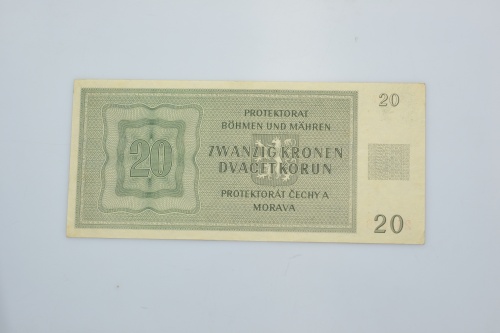 20
PROTEKTORAT
BÖHMEN UND MÄHREN
20
ZWANZIG KRONEN
DVACET KORUN
PROTEKTORÁT ČECHY A
MORAVA
20